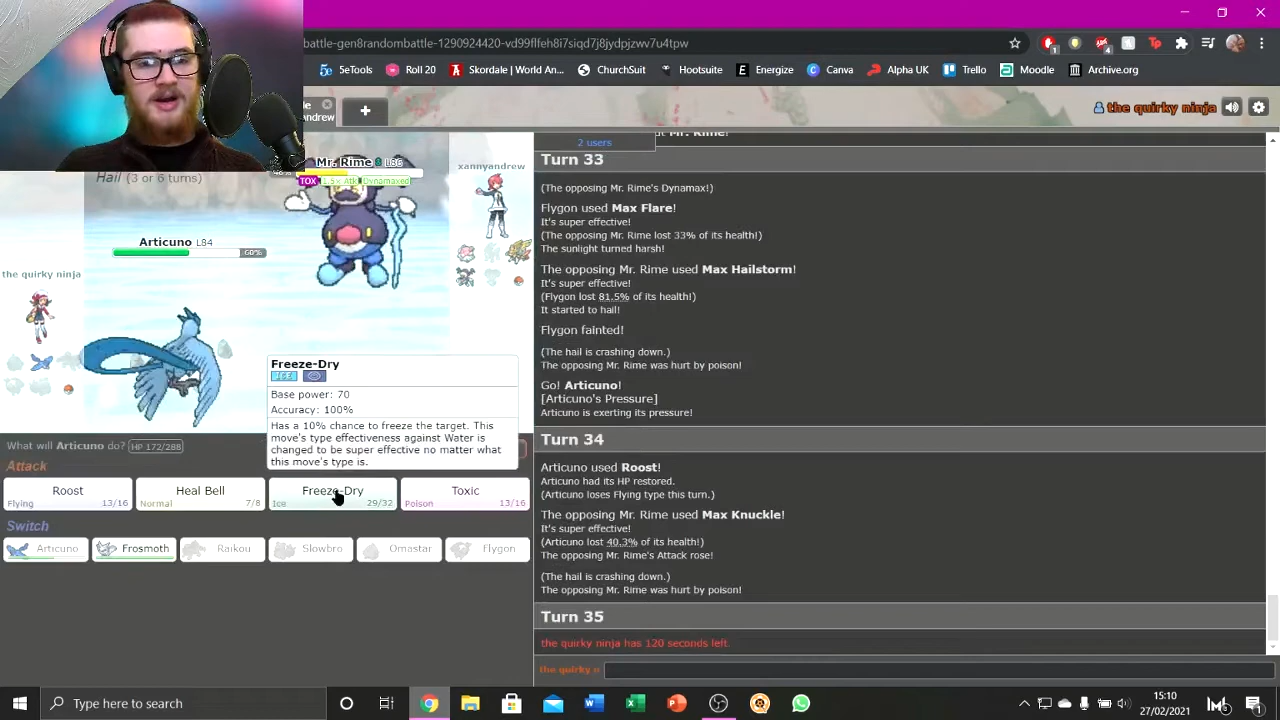 battle-gen8randombattle-1290924420-vd99flfeh8i7siqd7j8jydpjzwv7u4tpw
5eTools
Roll 20
Skordale | World An...
ChurchSuit
Hootsuite
Energize
Canva
Alpha UK
Trello
Moodle
Archive.org
andrew
the quirky ninja
2 users
Mr. Rime L86
TOX 1.5× Atk Dynamaxed
Hail (3 or 6 turns)
xannyandrew
Articuno L84
60%
the quirky ninja
Freeze-Dry
ICE
Base power: 70
Accuracy: 100%
Has a 10% chance to freeze the target. This
move's type effectiveness against Water is
changed to be super effective no matter what
this move's type is.
What will Articuno do? HP 172/288
Attack
Roost
Flying 13/16
Heal Bell
Normal 7/8
Freeze-Dry
Ice 29/32
Toxic
Poison 13/16
Switch
Articuno
Frosmoth
Raikou
Slowbro
Omastar
Flygon
Turn 33
(The opposing Mr. Rime's Dynamax!)
Flygon used Max Flare!
It's super effective!
(The opposing Mr. Rime lost 33% of its health!)
The sunlight turned harsh!
The opposing Mr. Rime used Max Hailstorm!
It's super effective!
(Flygon lost 81.5% of its health!)
It started to hail!
Flygon fainted!
(The hail is crashing down.)
The opposing Mr. Rime was hurt by poison!
Go! Articuno!
[Articuno's Pressure]
Articuno is exerting its pressure!
Turn 34
Articuno used Roost!
Articuno had its HP restored.
(Articuno loses Flying type this turn.)
The opposing Mr. Rime used Max Knuckle!
It's super effective!
(Articuno lost 40.3% of its health!)
The opposing Mr. Rime's Attack rose!
(The hail is crashing down.)
The opposing Mr. Rime was hurt by poison!
Turn 35
the quirky ninja has 120 seconds left.
the quirky n
Type here to search
15:10
27/02/2021